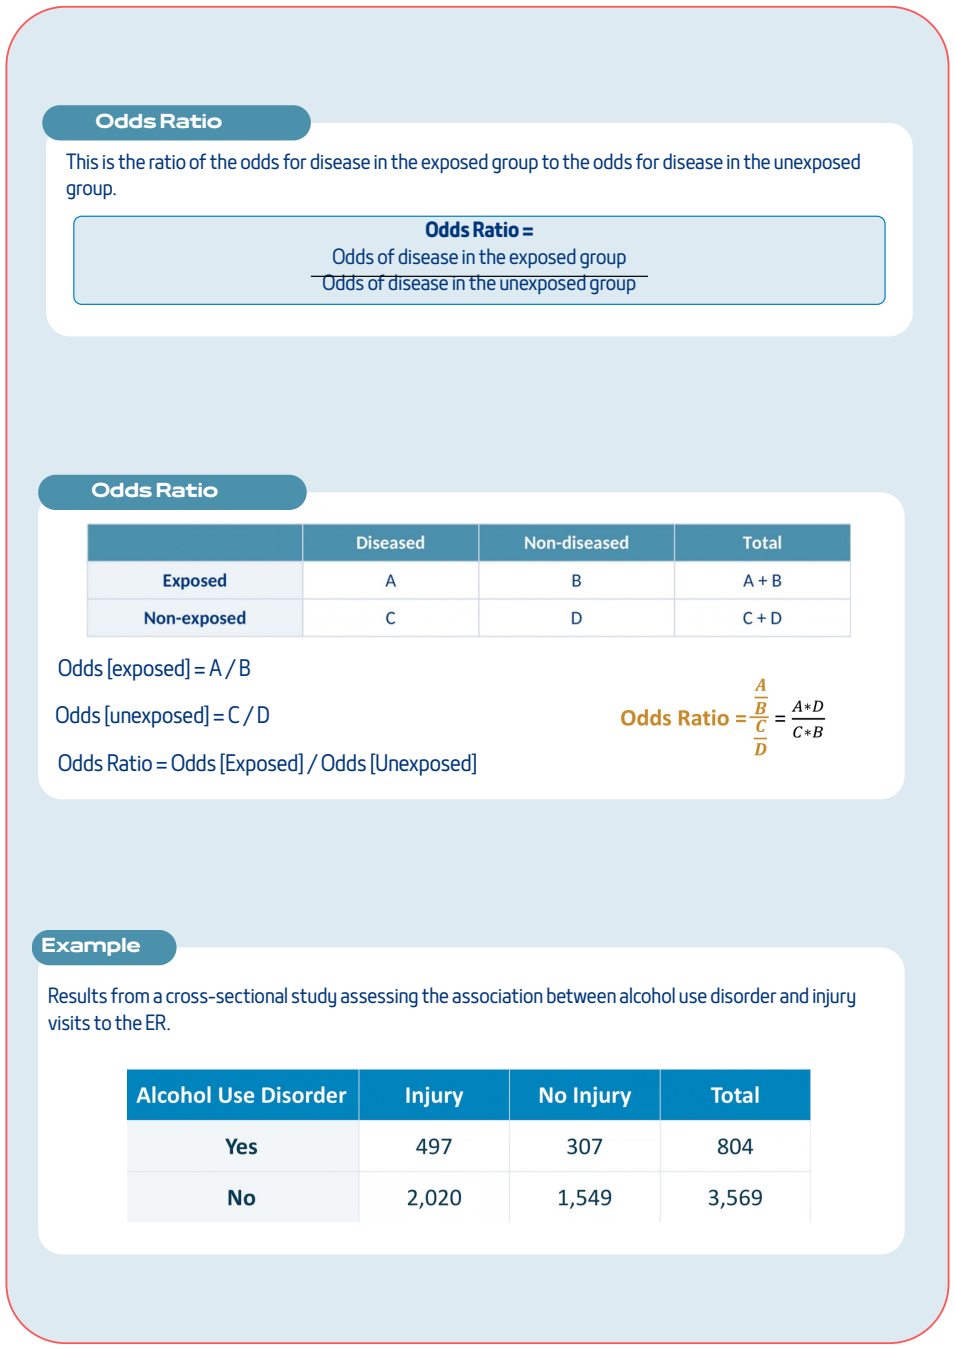 Odds Ratio
This is the ratio of the odds for disease in the exposed group to the odds for disease in the unexposed
group.
Odds Ratio =
Odds of disease in the exposed group
Odds of disease in the unexposed group
Odds Ratio
Diseased Non-diseased Total
Exposed A B A + B
Non-exposed C D C + D
Odds [exposed] = A / B
Odds [unexposed] = C / D
Odds Ratio = Odds [Exposed] / Odds [Unexposed]
Odds Ratio = A/B / C/D = A*D / C*B
Example
Results from a cross-sectional study assessing the association between alcohol use disorder and injury
visits to the ER.
Alcohol Use Disorder Injury No Injury Total
Yes 497 307 804
No 2,020 1,549 3,569